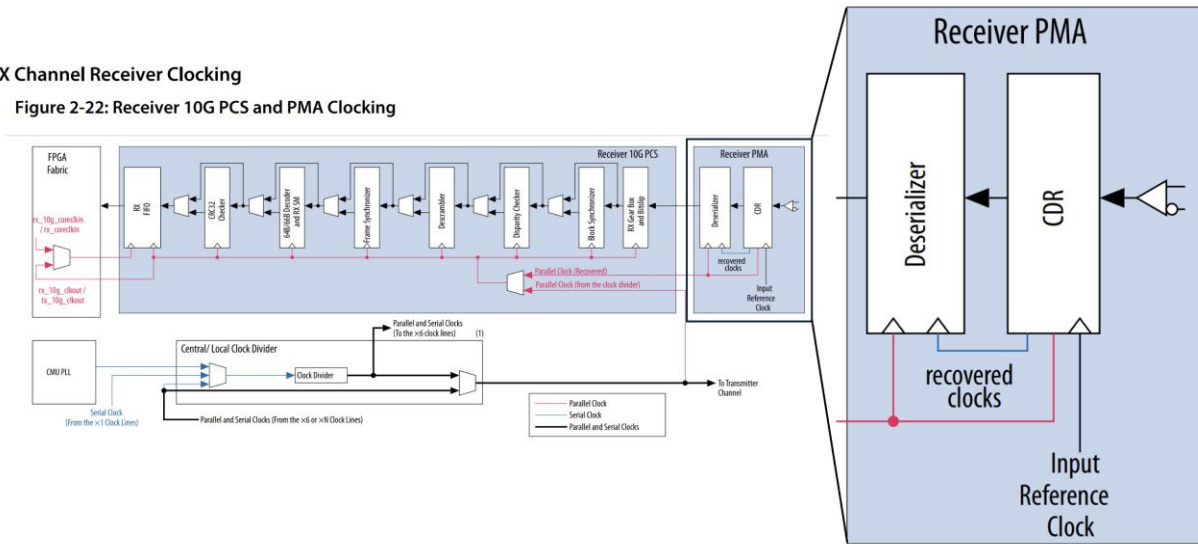 X Channel Receiver Clocking
Figure 2-22: Receiver 10G PCS and PMA Clocking
FPGA
Fabric
rx_10g_coreclkin
/ rx_coreclkin
rx_10g_clkout /
tx_10g_clkout
Receiver 10G PCS
RX
FIFO
CRC32
Checker
64B/66B Decoder
and RX SM
-Frame Synchronizer
Descrambler
Disparity Checker
Block Synchronizer
RX Gear Box
and Bitslip
Parallel Clock (Recovered)
Parallel Clock (from the clock divider)
Receiver PMA
Deserializer
CDR
recovered
clocks
Input
Reference
Clock
CMU PLL
Central/ Local Clock Divider
Clock Divider
Parallel and Serial Clocks
(To the ×6 clock lines)
(1)
To Transmitter
Channel
Serial Clock
(From the ×1 Clock Lines)
Parallel and Serial Clocks (From the ×6 or ×N Clock Lines)
Parallel Clock
Serial Clock
Parallel and Serial Clocks
Receiver PMA
Deserializer
CDR
recovered
clocks
Input
Reference
Clock